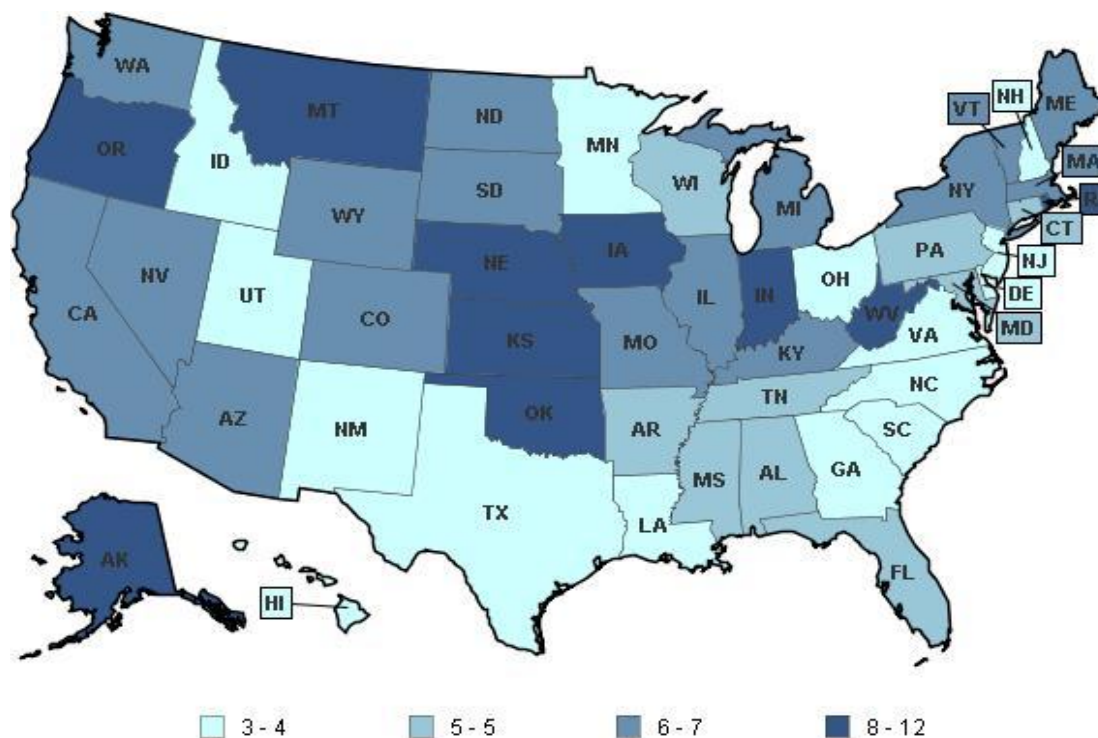 WA
MT
ND
MN
VT
NH
ME
OR
ID
SD
WI
MI
NY
MA
R
WY
CT
NE
IA
PA
NJ
NV
UT
CO
IL
IN
OH
DE
CA
KS
MO
KY
WV
VA
MD
AZ
NM
OK
AR
TN
NC
SC
TX
LA
MS
AL
GA
FL
AK
HI
3 - 4
5 - 5
6 - 7
8 - 12